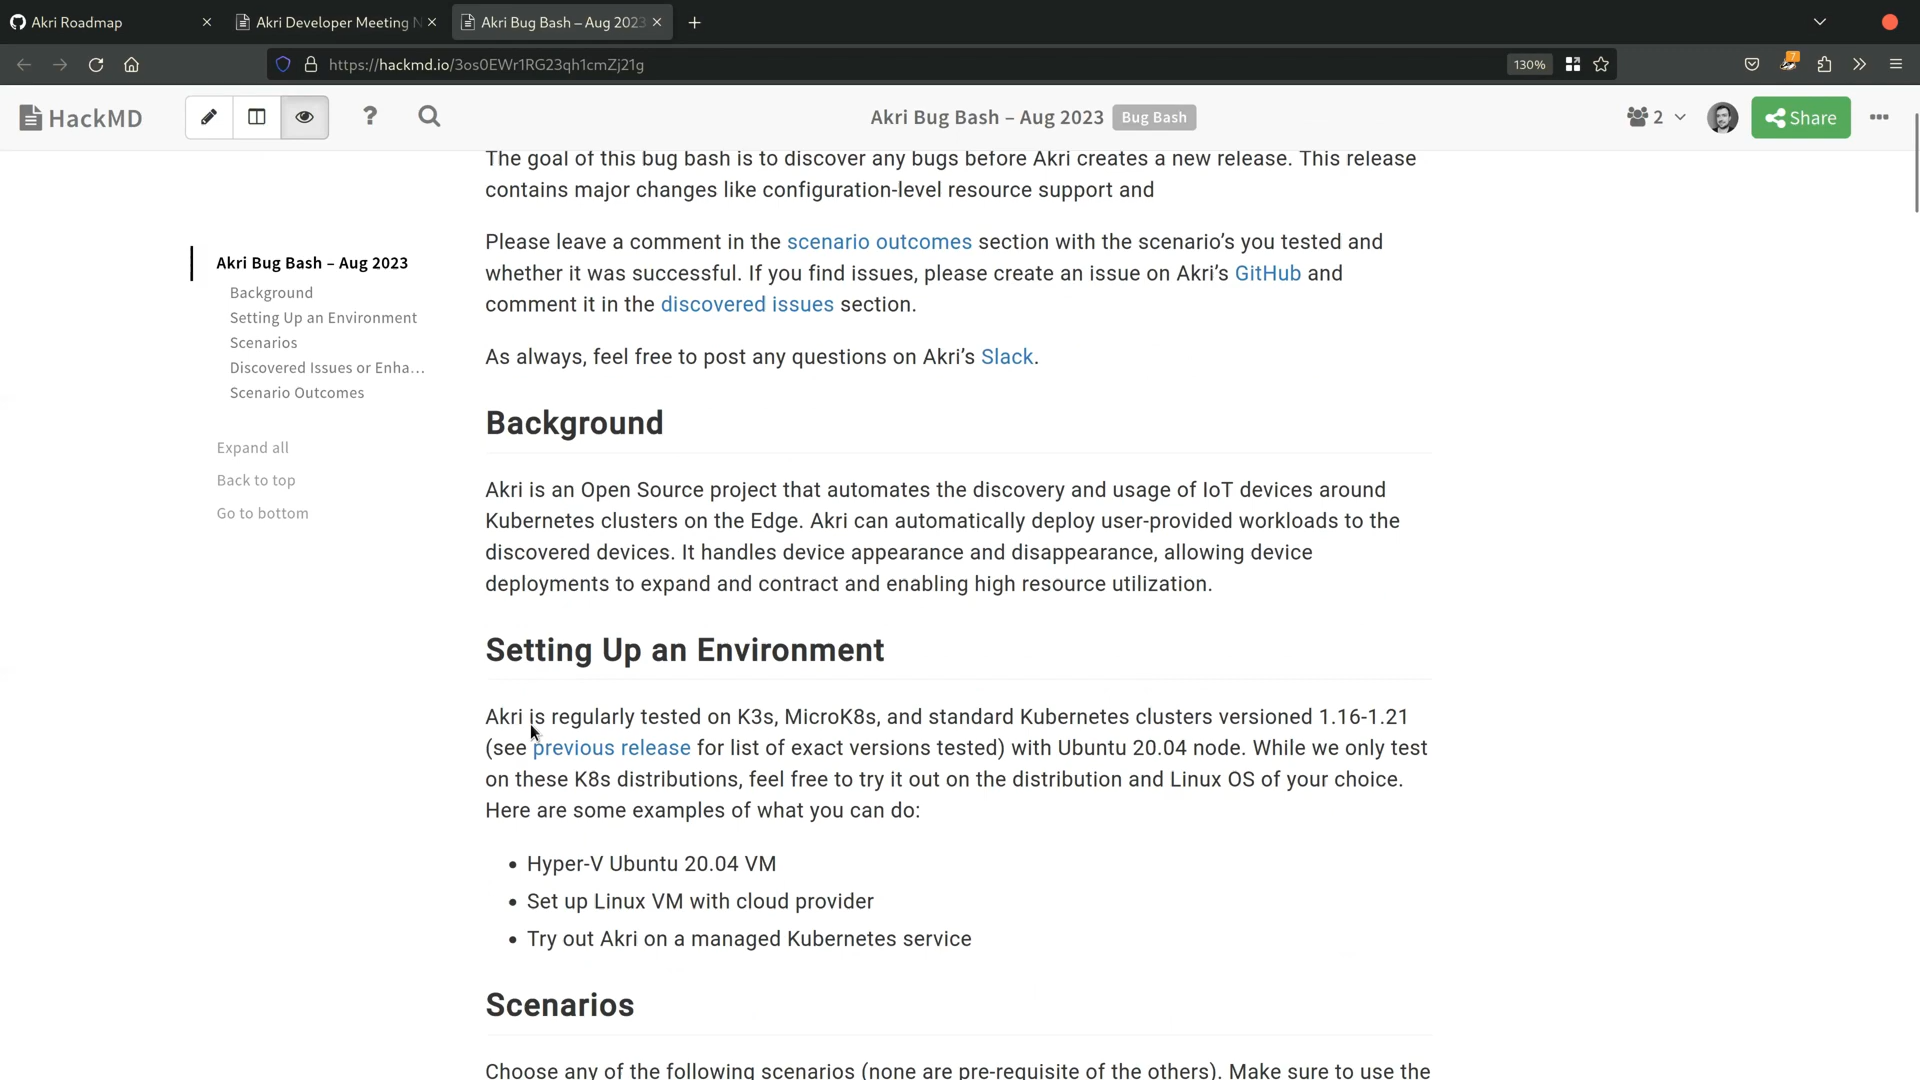 Akri Roadmap
Akri Developer Meeting N
Akri Bug Bash – Aug 2023
https://hackmd.io/3os0EWr1RG23qh1cmZj21g
130%
7
HackMD
Akri Bug Bash – Aug 2023 Bug Bash
2
Share
The goal of this bug bash is to discover any bugs before Akri creates a new release. This release
contains major changes like configuration-level resource support and
Please leave a comment in the scenario outcomes section with the scenario's you tested and
whether it was successful. If you find issues, please create an issue on Akri's GitHub and
comment it in the discovered issues section.
As always, feel free to post any questions on Akri's Slack.
Akri Bug Bash – Aug 2023
Background
Setting Up an Environment
Scenarios
Discovered Issues or Enha…
Scenario Outcomes
Expand all
Back to top
Go to bottom
Background
Akri is an Open Source project that automates the discovery and usage of IoT devices around
Kubernetes clusters on the Edge. Akri can automatically deploy user-provided workloads to the
discovered devices. It handles device appearance and disappearance, allowing device
deployments to expand and contract and enabling high resource utilization.
Setting Up an Environment
Akri is regularly tested on K3s, MicroK8s, and standard Kubernetes clusters versioned 1.16-1.21
(see previous release for list of exact versions tested) with Ubuntu 20.04 node. While we only test
on these K8s distributions, feel free to try it out on the distribution and Linux OS of your choice.
Here are some examples of what you can do:
• Hyper-V Ubuntu 20.04 VM
• Set up Linux VM with cloud provider
• Try out Akri on a managed Kubernetes service
Scenarios
Choose any of the following scenarios (none are pre-requisite of the others). Make sure to use the